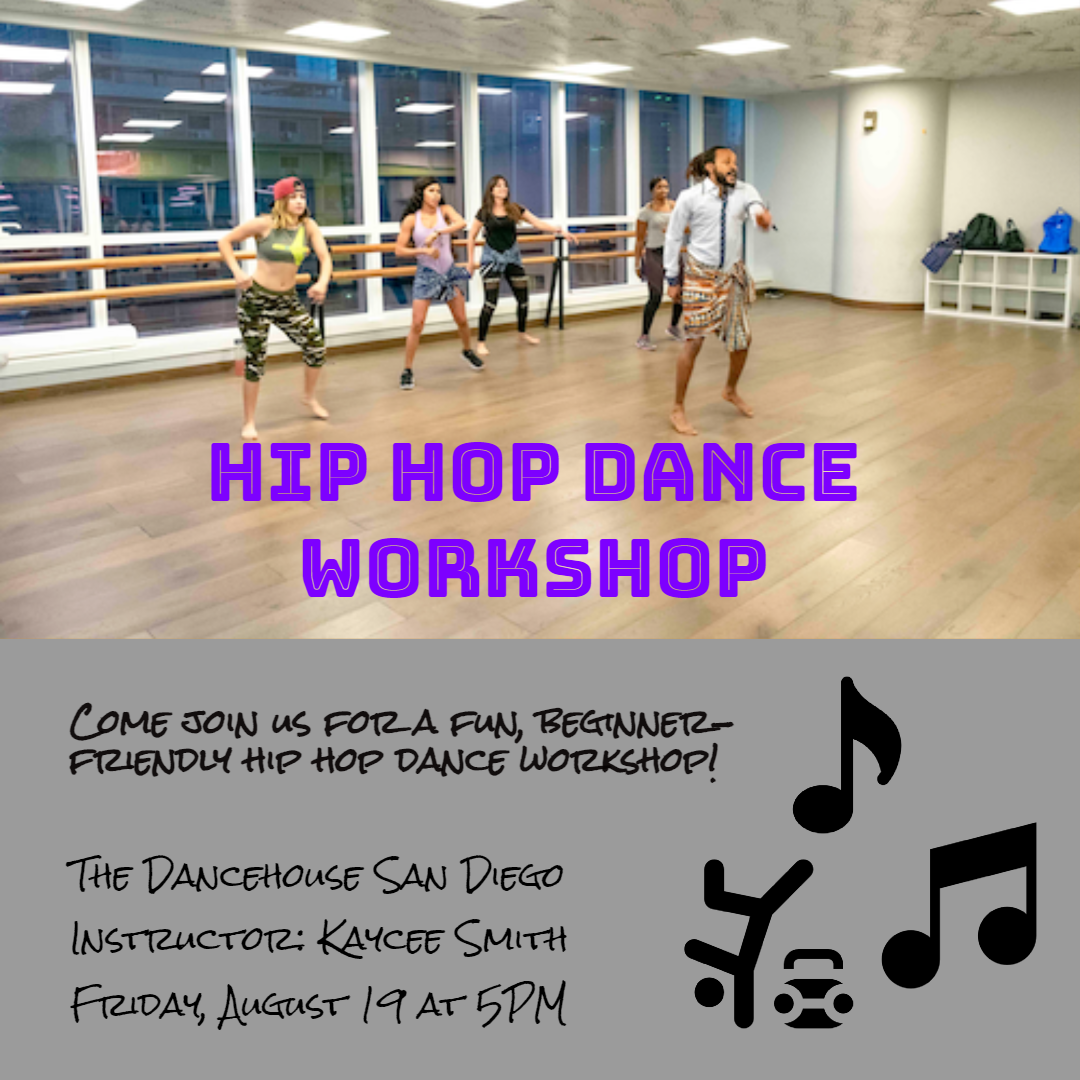 HIP HOP DANCE
WORKSHOP
Come join us for a fun, beginner-
friendly hip hop dance workshop!
The Dancehouse San Diego
Instructor: Kaycee Smith
Friday, August 19 at 5PM